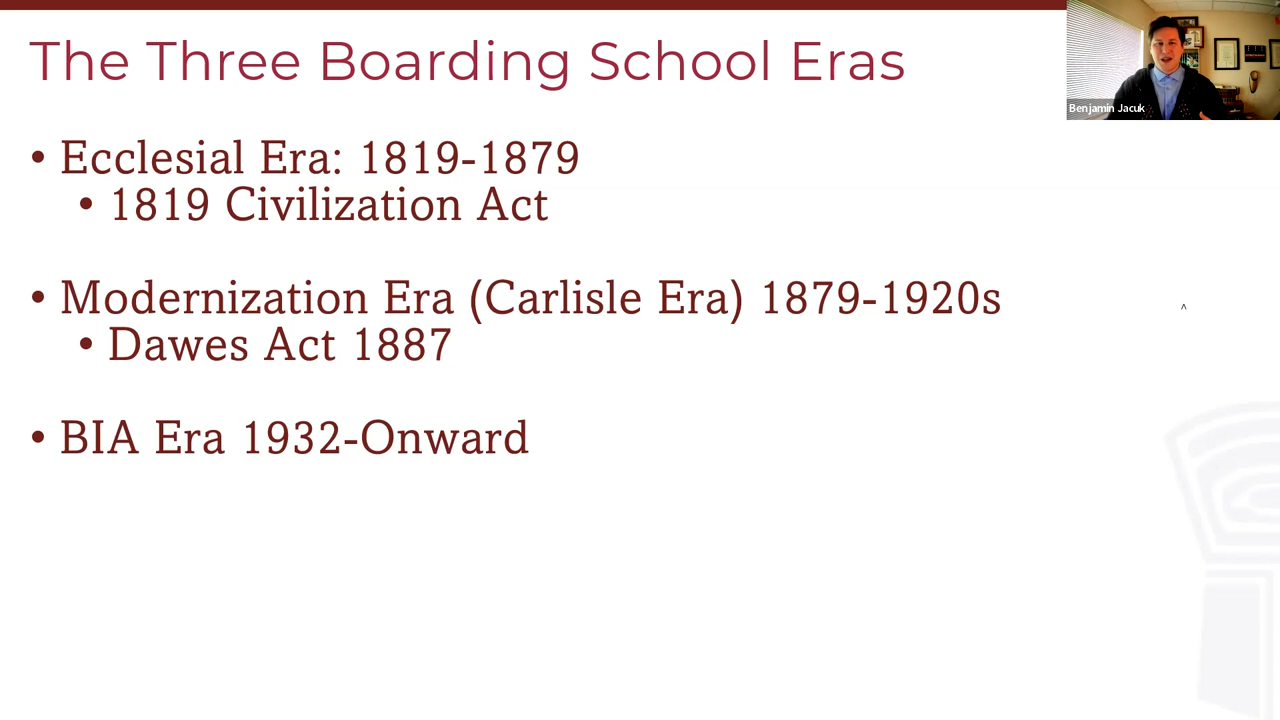 The Three Boarding School Eras
Benjamin Jacuk
• Ecclesial Era: 1819-1879
• 1819 Civilization Act
• Modernization Era (Carlisle Era) 1879-1920s
• Dawes Act 1887
• BIA Era 1932-Onward